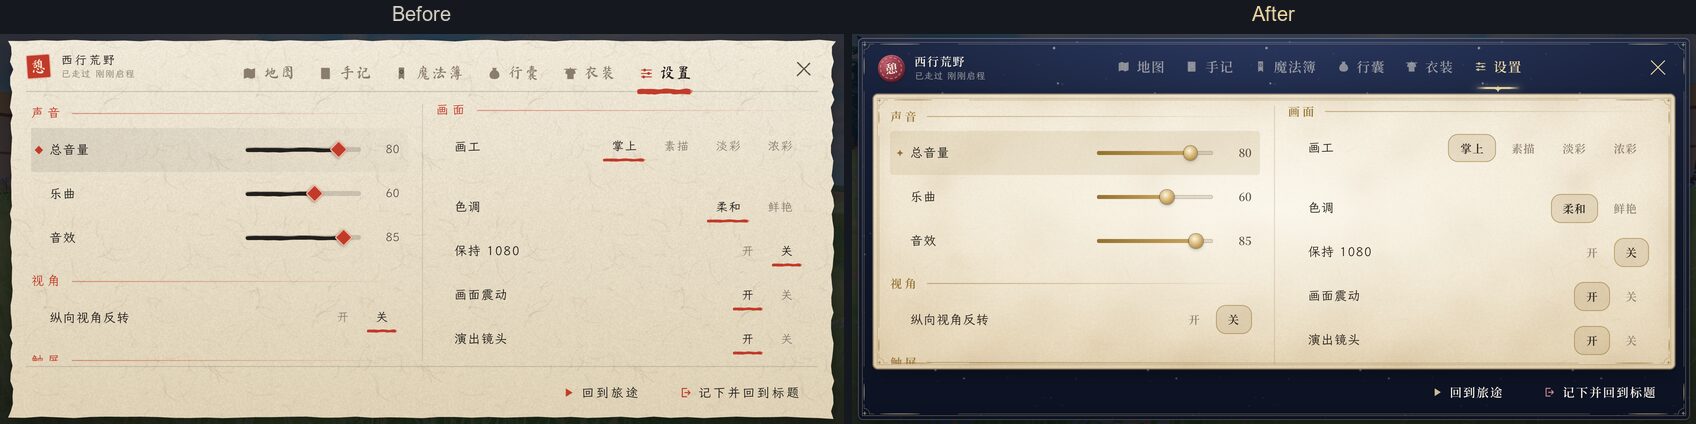 Before
憩
西行荒野
已走过 刚刚启程
地图 手记 魔法簿 行囊 衣装 设置
声音
总音量 80
乐曲 60
音效 85
视角
纵向视角反转 开 关
触屏
画面
画工 掌上 素描 淡彩 浓彩
色调 柔和 鲜艳
保持 1080 开 关
画面震动 开 关
演出镜头 开 关
回到旅途 记下并回到标题
After
憩
西行荒野
已走过 刚刚启程
地图 手记 魔法簿 行囊 衣装 设置
声音
总音量 80
乐曲 60
音效 85
视角
纵向视角反转 开 关
触屏
画面
画工 掌上 素描 淡彩 浓彩
色调 柔和 鲜艳
保持 1080 开 关
画面震动 开 关
演出镜头 开 关
回到旅途 记下并回到标题